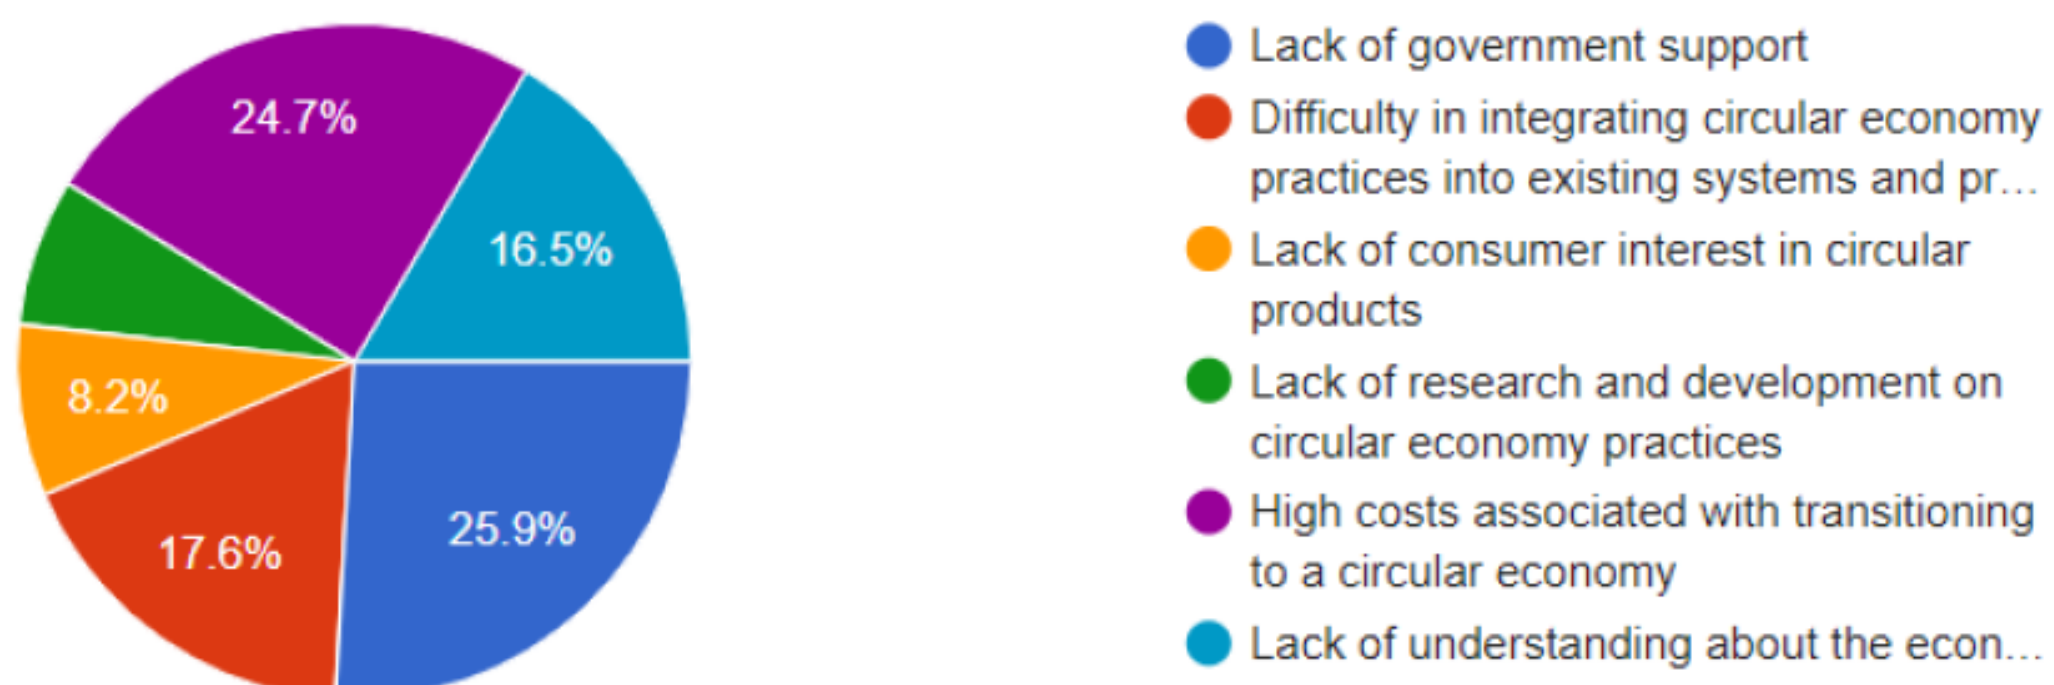 24.7%
16.5%
8.2%
17.6%
25.9%
Lack of government support
Difficulty in integrating circular economy
practices into existing systems and pr...
Lack of consumer interest in circular
products
Lack of research and development on
circular economy practices
High costs associated with transitioning
to a circular economy
Lack of understanding about the econ...